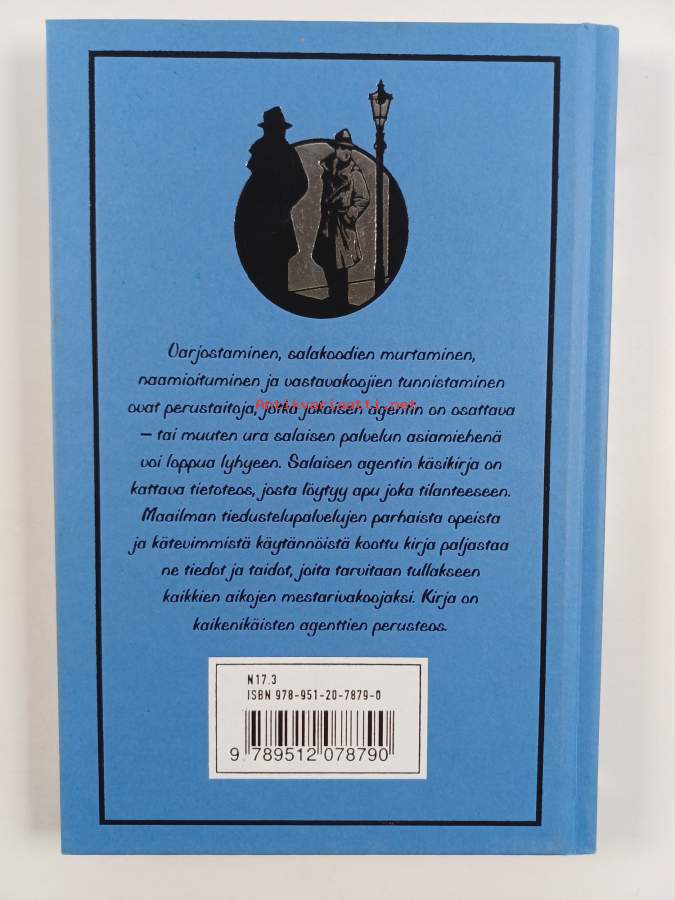 Varjostaminen, salakoodien murtaminen,
naamioituminen ja vastavakoojien tunnistaminen
ovat perustaitoja, jotka jokaisen agentin on osattava
Antikvariaatti.net
– tai muuten ura salaisen palvelun asiamiehenä
voi loppua lyhyeen. Salaisen agentin käsikirja on
kattava tietoteos, josta löytyy apu joka tilanteeseen.
Maailman tiedustelupalvelujen parhaista opeista
ja kätevimmistä käytännöistä koottu kirja paljastaa
ne tiedot ja taidot, joita tarvitaan tullakseen
kaikkien aikojen mestarivakoojaksi. Kirja on
kaikenikäisten agenttien perusteos.
N17.3
ISBN 978-951-20-7879-0
9 789512 078790